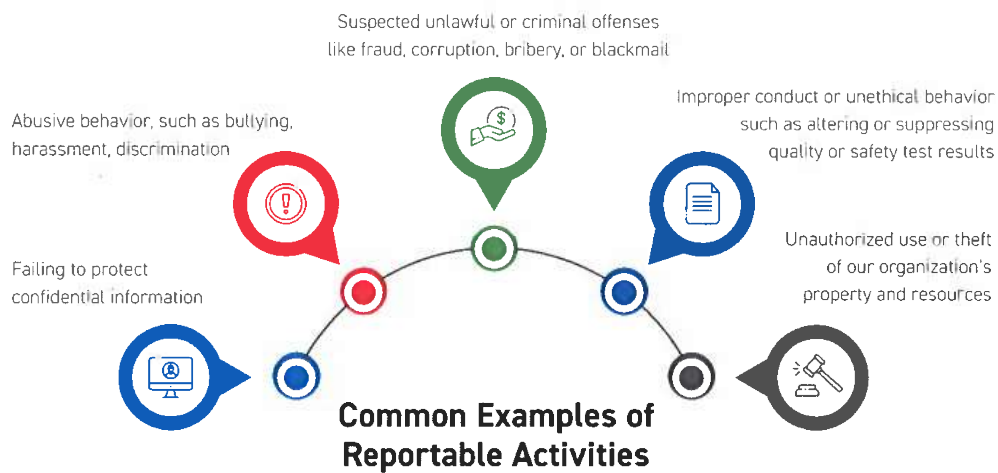 Suspected unlawful or criminal offenses
like fraud, corruption, bribery, or blackmail
Abusive behavior, such as bullying,
harassment, discrimination
Improper conduct or unethical behavior
such as altering or suppressing
quality or safety test results
Failing to protect
confidential information
Unauthorized use or theft
of our organization's
property and resources
$
!
Common Examples of
Reportable Activities